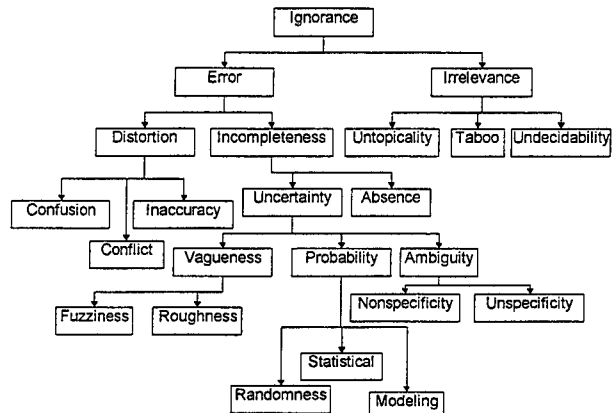 Ignorance
Error
Irrelevance
Distortion
Incompleteness
Untopicality
Taboo
Undecidability
Uncertainty
Absence
Confusion
Inaccuracy
Conflict
Vagueness
Probability
Ambiguity
Fuzziness
Roughness
Nonspecificity
Unspecificity
Statistical
Randomness
Modeling